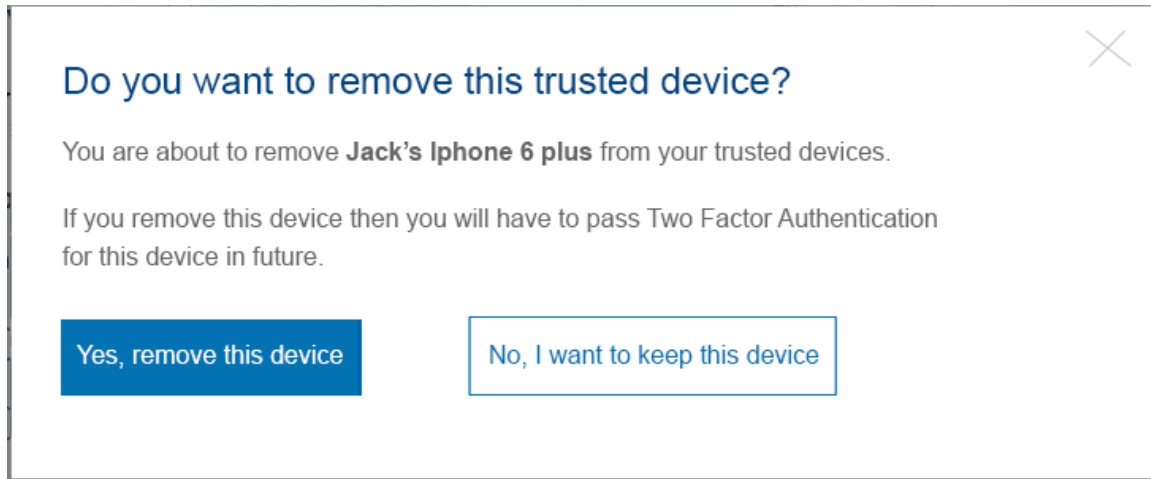 Do you want to remove this trusted device?
You are about to remove Jack’s Iphone 6 plus from your trusted devices.
If you remove this device then you will have to pass Two Factor Authentication
for this device in future.
Yes, remove this device
No, I want to keep this device